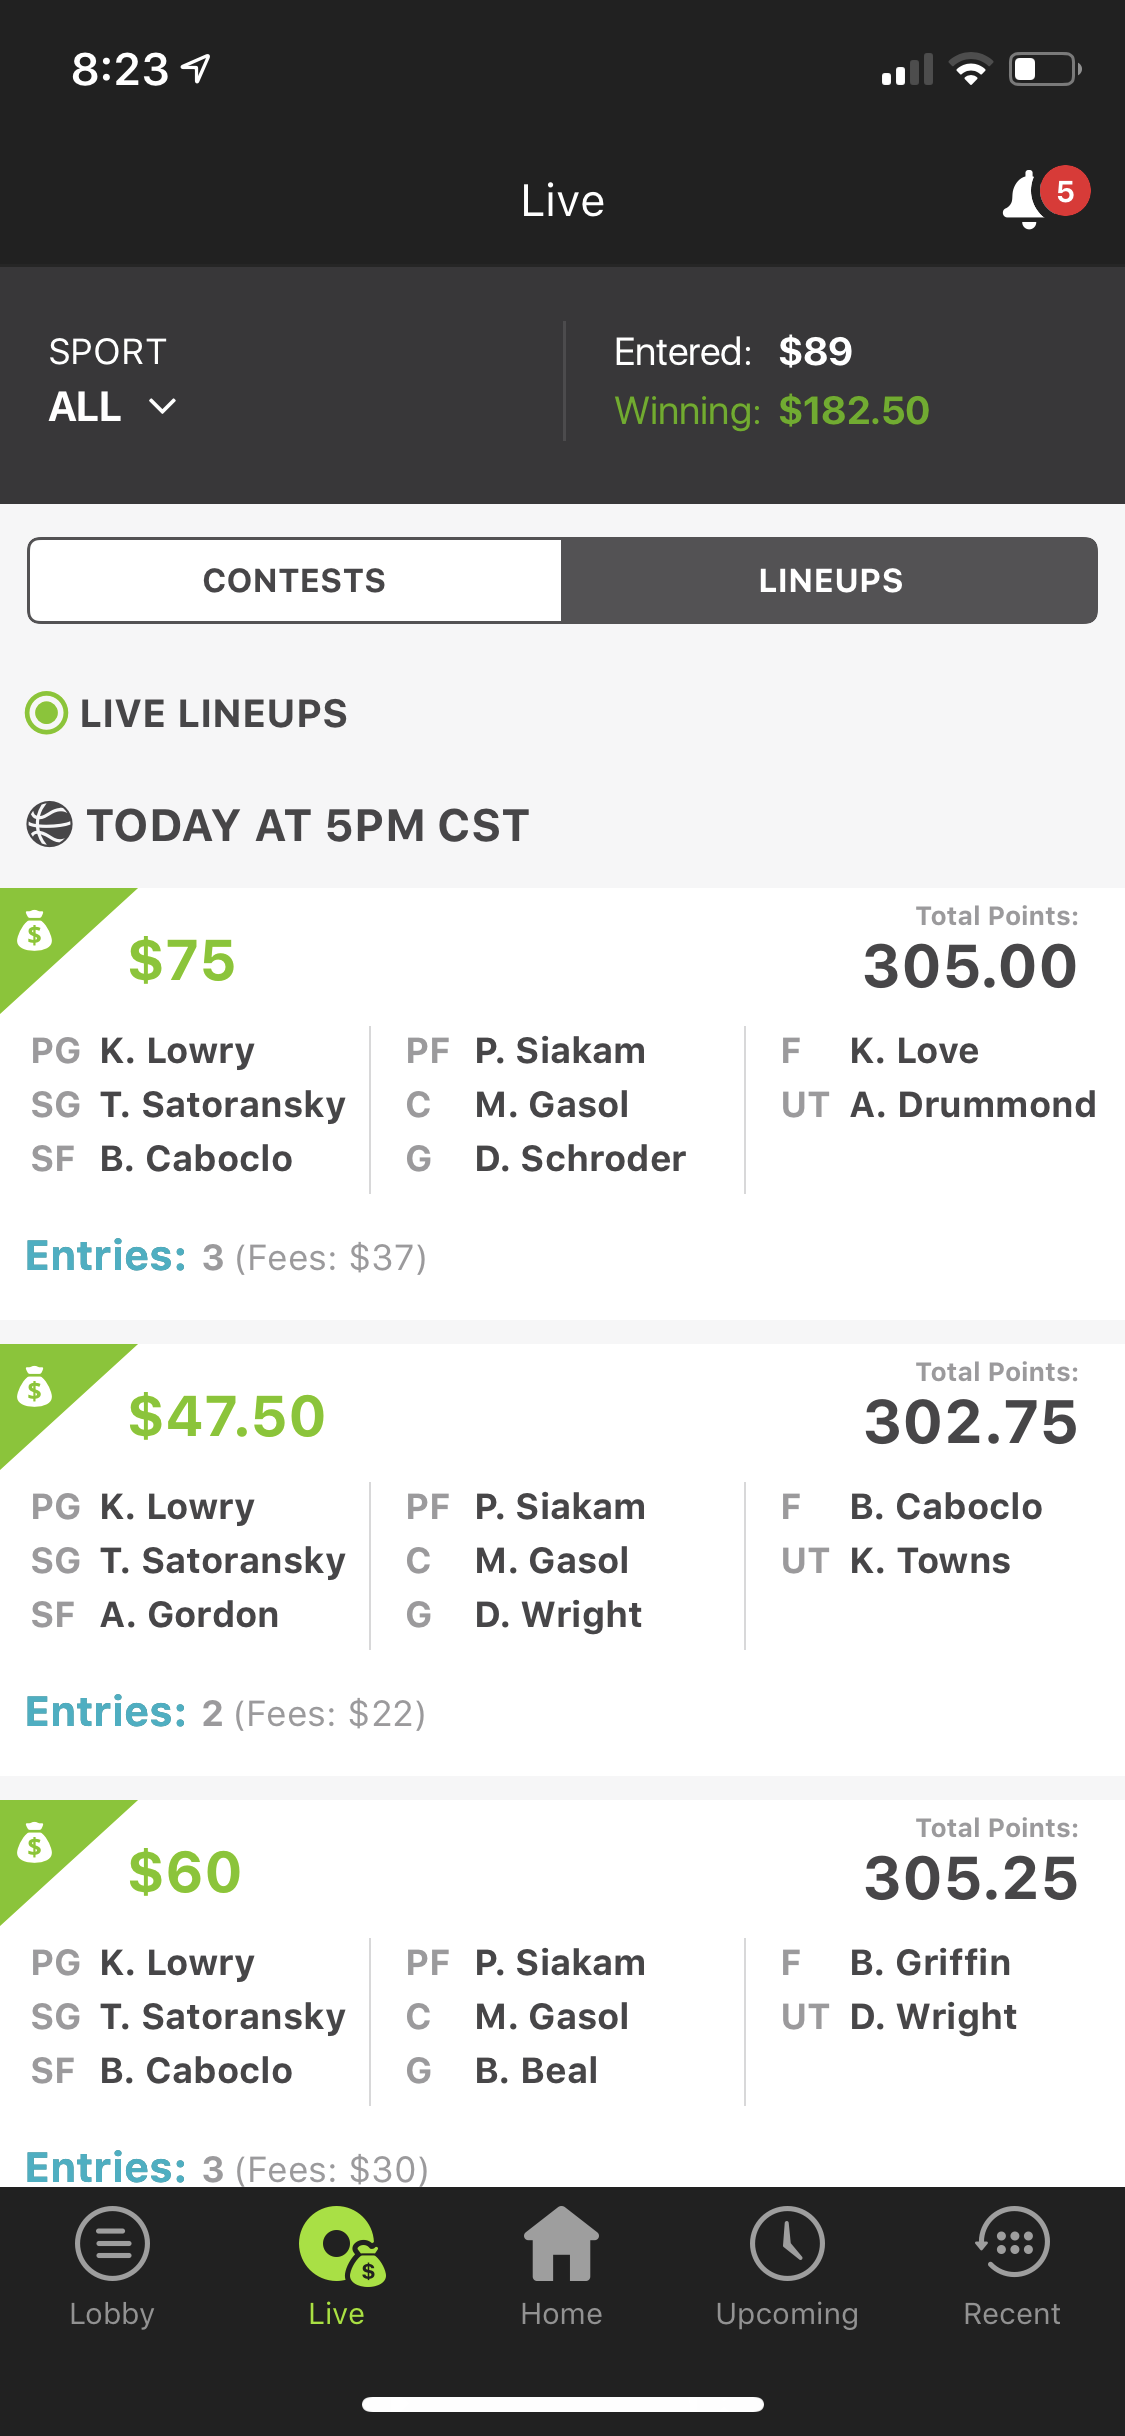 8:23
Live
5
SPORT
ALL
Entered: $89
Winning: $182.50
CONTESTS
LINEUPS
LIVE LINEUPS
TODAY AT 5PM CST
$
$75
Total Points:
305.00
PG K. Lowry
SG T. Satoransky
SF B. Caboclo
PF P. Siakam
C M. Gasol
G D. Schroder
F K. Love
UT A. Drummond
Entries: 3 (Fees: $37)
$
$47.50
Total Points:
302.75
PG K. Lowry
SG T. Satoransky
SF A. Gordon
PF P. Siakam
C M. Gasol
G D. Wright
F B. Caboclo
UT K. Towns
Entries: 2 (Fees: $22)
$
$60
Total Points:
305.25
PG K. Lowry
SG T. Satoransky
SF B. Caboclo
PF P. Siakam
C M. Gasol
G B. Beal
F B. Griffin
UT D. Wright
Entries: 3 (Fees: $30)
$
Lobby
Live
Home
Upcoming
Recent